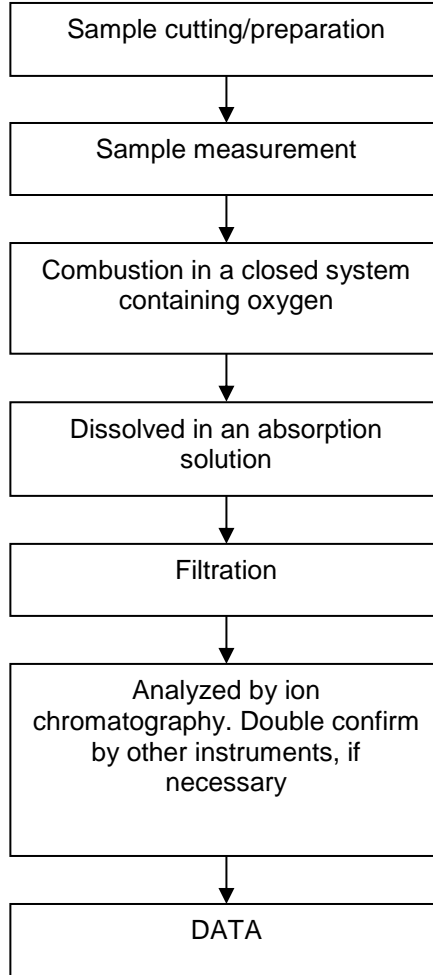 Sample cutting/preparation
Sample measurement
Combustion in a closed system
containing oxygen
Dissolved in an absorption
solution
Filtration
Analyzed by ion
chromatography. Double confirm
by other instruments, if
necessary
DATA